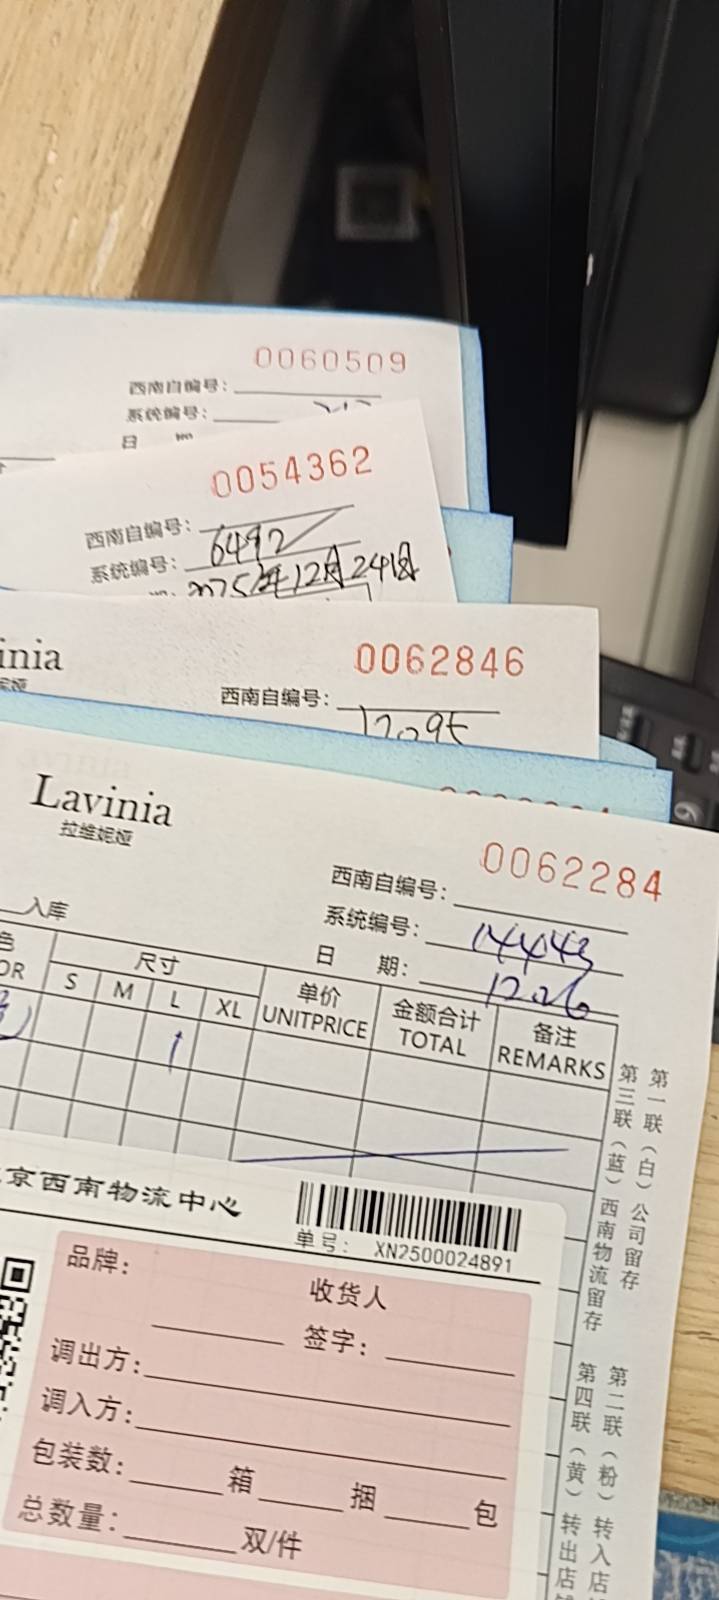 0060509
西南自编号:
系统编号:
日
0054362
西南自编号:
系统编号: 6492
2025年12月24日
inia
0062846
西南自编号:
17295
Lavinia
拉维妮娅
0062284
西南自编号:
系统编号: 14443
日 期: 12.26
入库
色 尺寸 单价 金额合计 备注
OR S M L XL UNITPRICE TOTAL REMARKS
1
第一联（白）公司留存
第三联（蓝）西南物流留存
第二联（粉）转入店
第四联（黄）转出店
京西南物流中心
单号: XN2500024891
品牌:
收货人
签字:
调出方:
调入方:
包装数: 箱 捆 包
总数量: 双/件